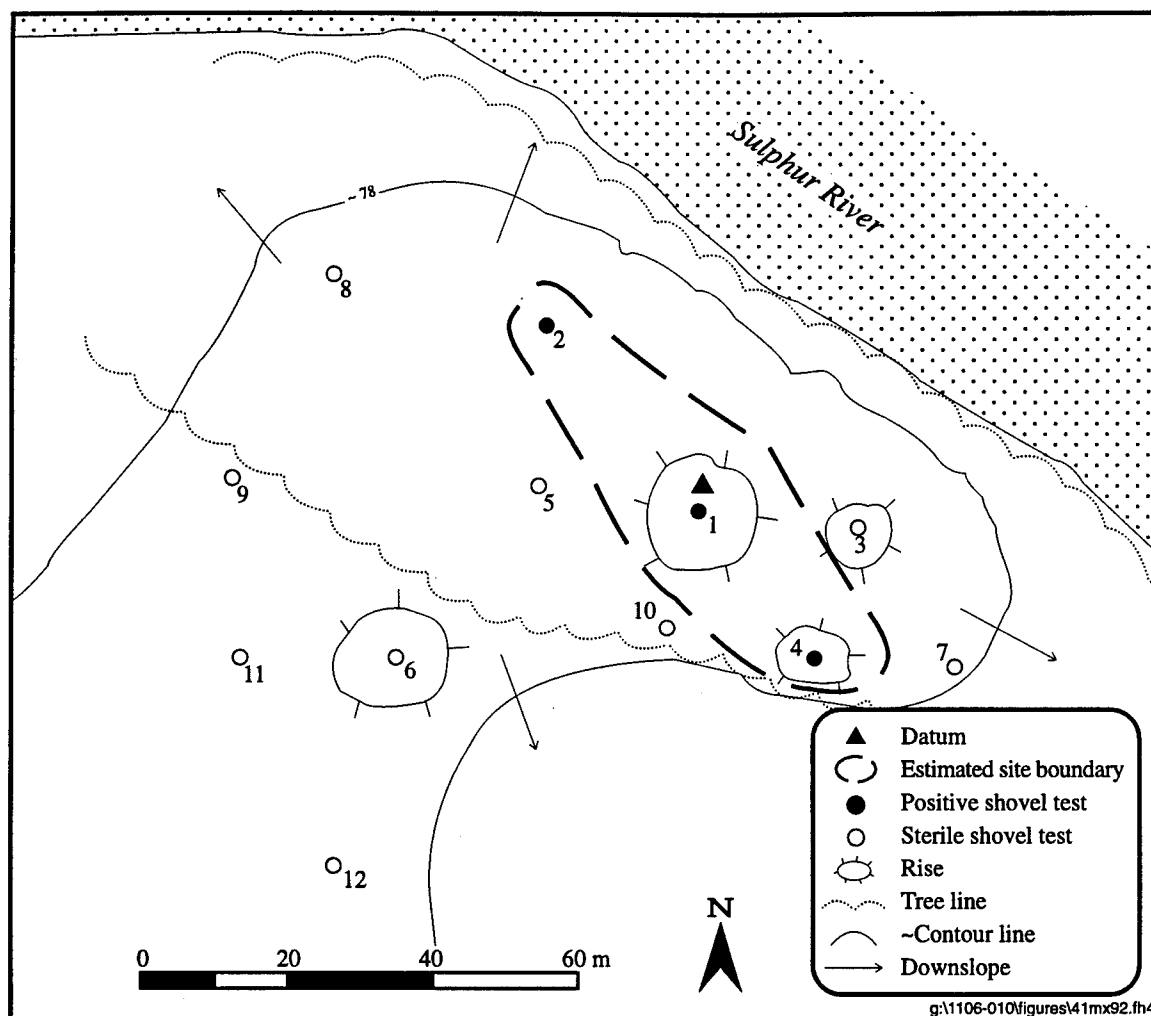 Sulphur River
~ 78
8
2
9
5
1
3
10
4
7
11
6
12
N
0 20 40 60 m
Datum
Estimated site boundary
Positive shovel test
Sterile shovel test
Rise
Tree line
~Contour line
Downslope
g:\1106-010\figures\41mx92.fh4